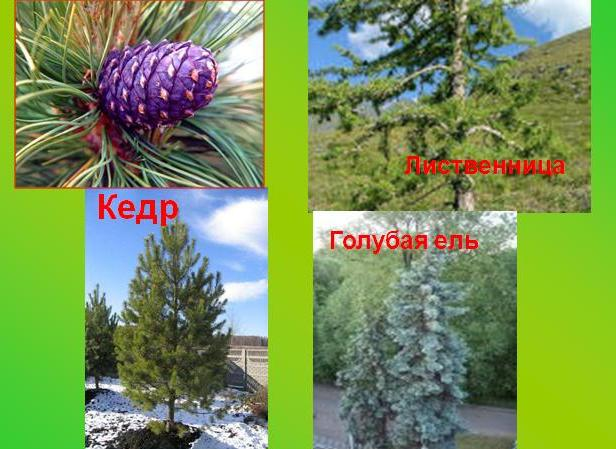 Лиственница
Кедр
Голубая ель